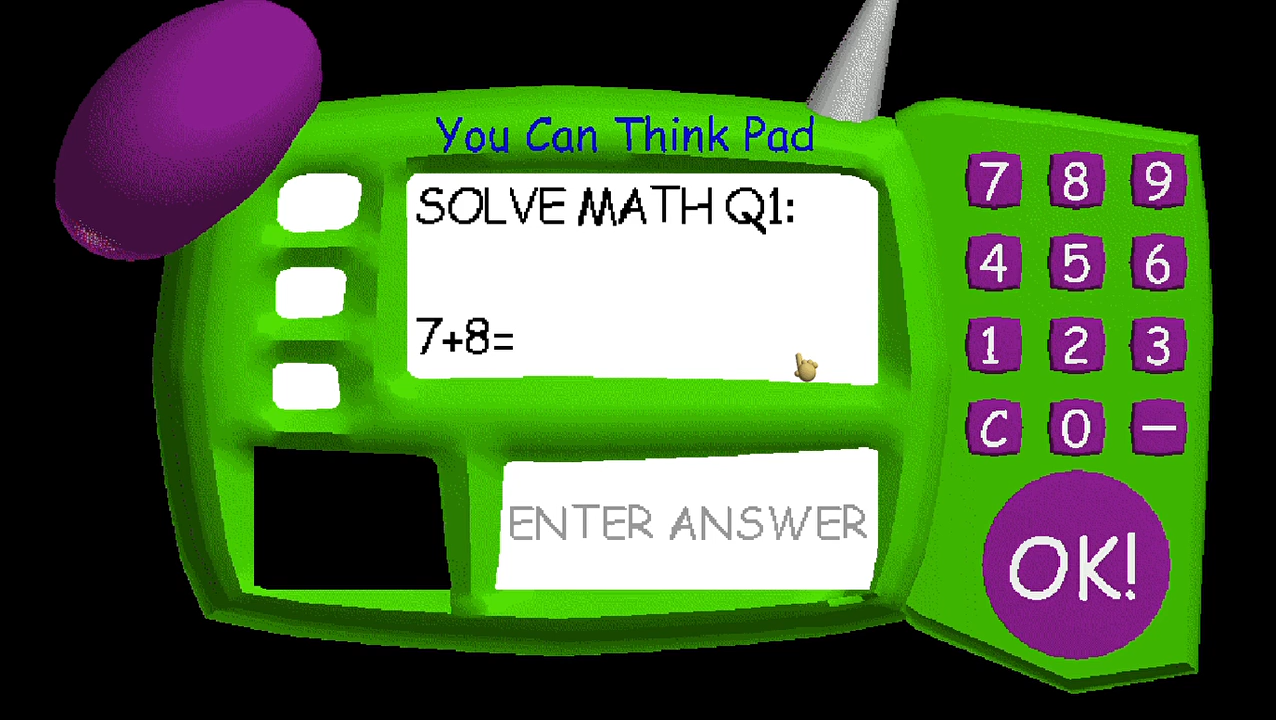 You Can Think Pad
SOLVE MATH Q1:
7+8=
ENTER ANSWER
7 8 9
4 5 6
1 2 3
C 0 −
OK!